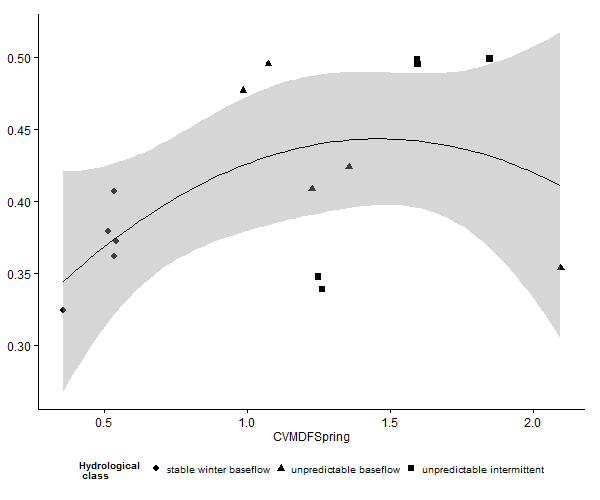 0.50
0.45
0.40
0.35
0.30
0.5 1.0 1.5 2.0
CVMDFSpring
Hydrological
class
stable winter baseflow unpredictable baseflow unpredictable intermittent